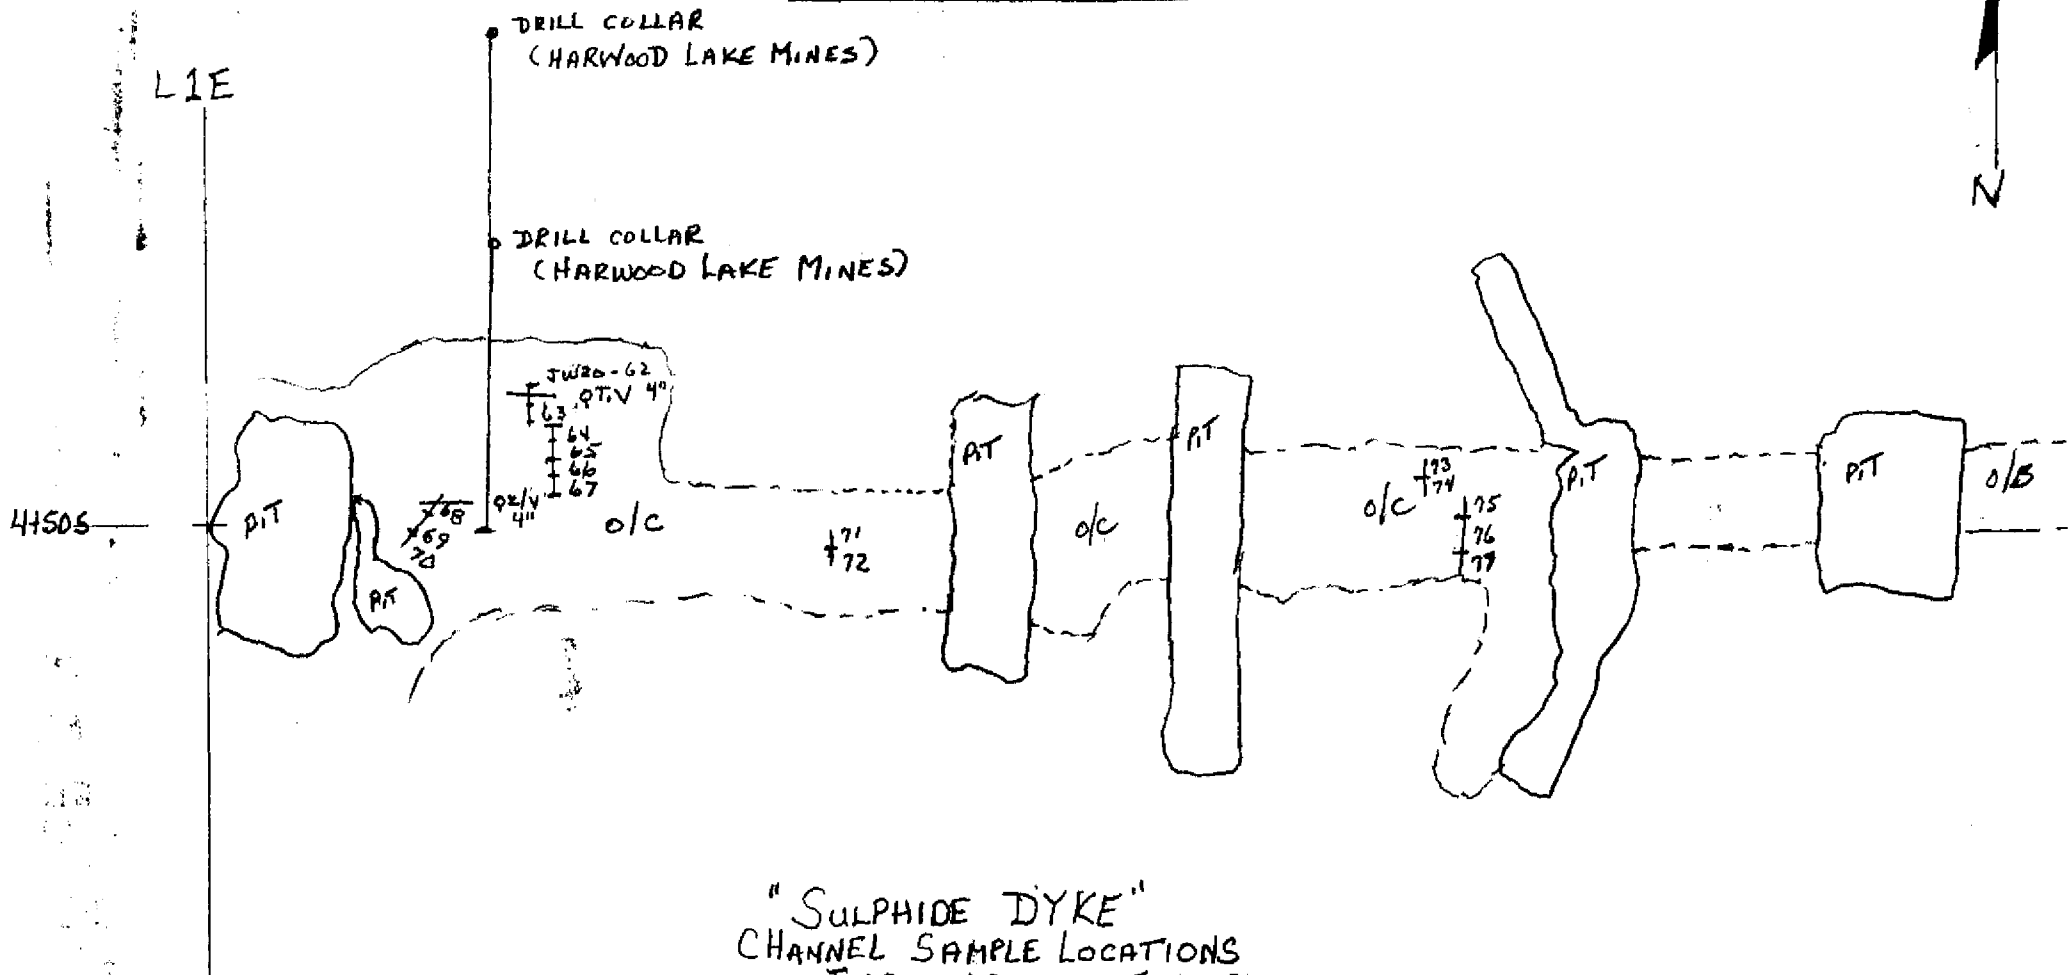 DRILL COLLAR
(HARWOOD LAKE MINES)
L1E
N
DRILL COLLAR
(HARWOOD LAKE MINES)
JW20-62
QTZV 4"
63
64
65
66
67
68
69
70
QZ/V
4"
4+50S
PIT
PIT
O/C
71
72
PIT
O/C
PIT
O/C
73
74
75
76
77
PIT
PIT
O/B
"SULPHIDE DYKE"
CHANNEL SAMPLE LOCATIONS